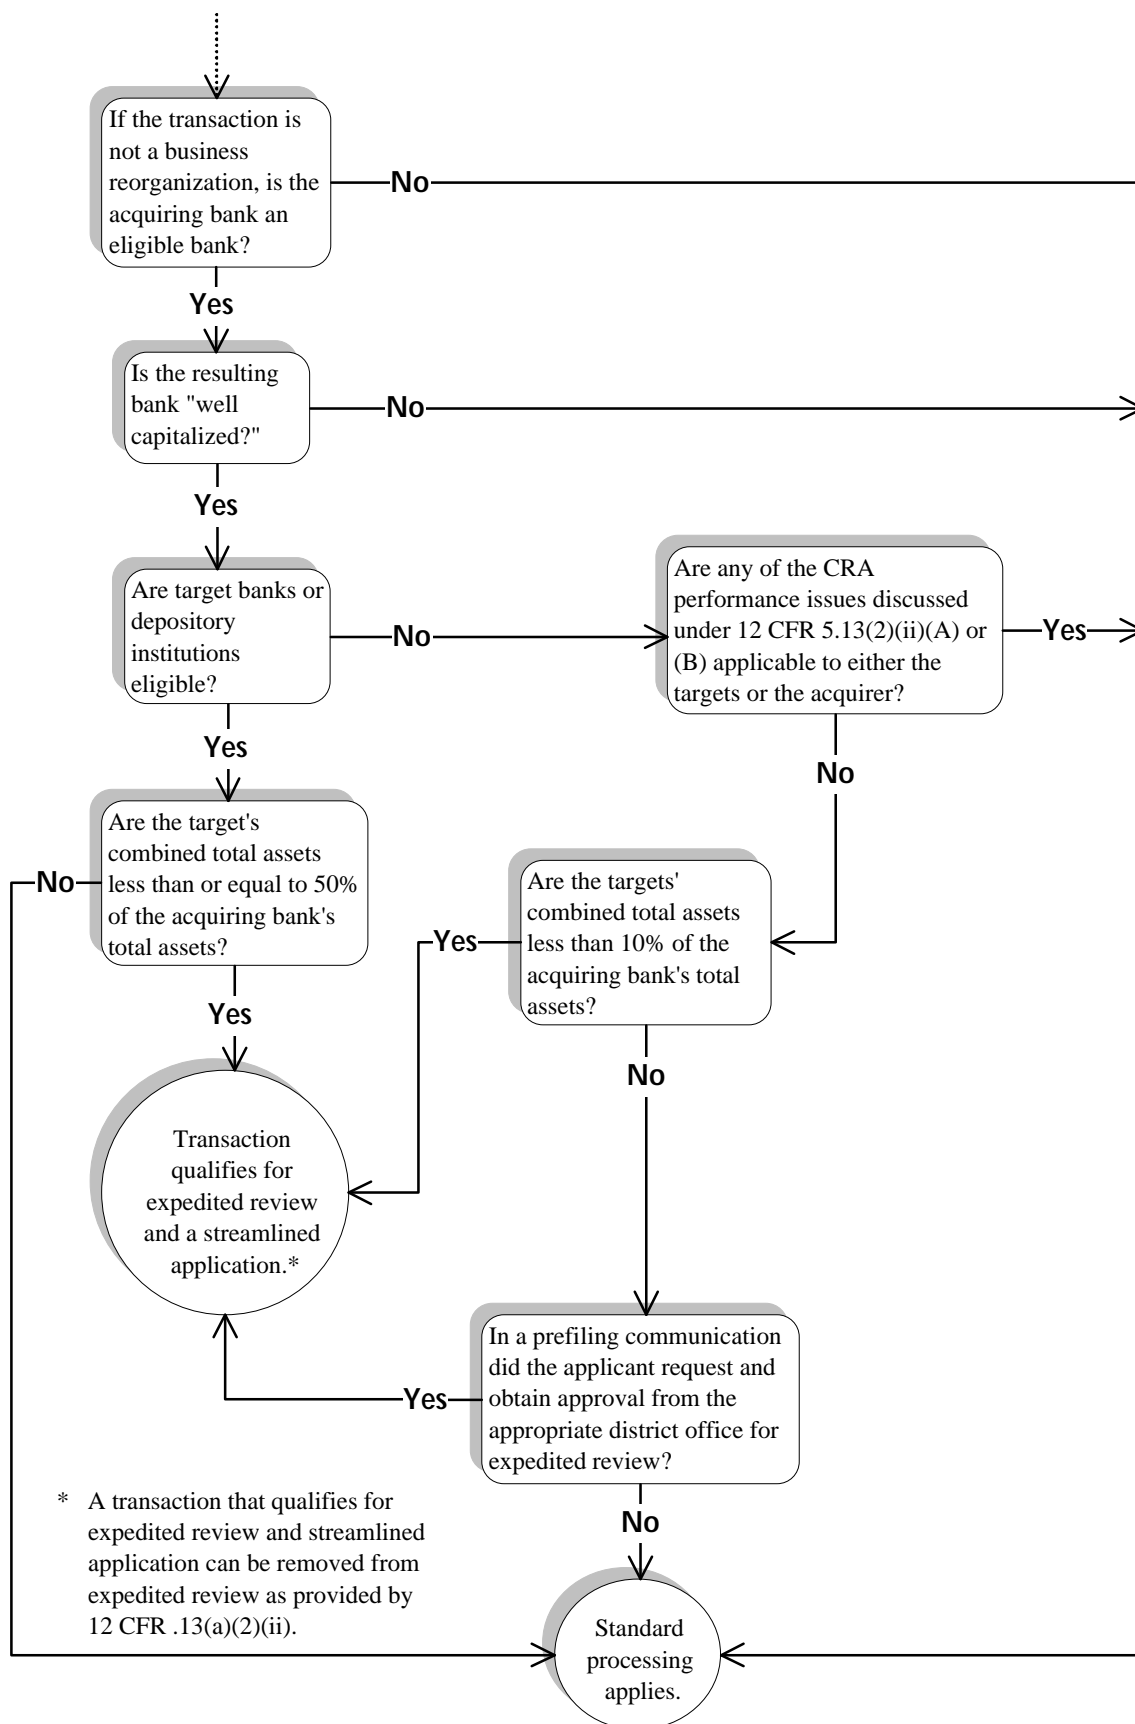 If the transaction is
not a business
reorganization, is the
acquiring bank an
eligible bank?
No
Yes
Is the resulting
bank "well
capitalized?"
No
Yes
Are target banks or
depository
institutions
eligible?
No
Are any of the CRA
performance issues discussed
under 12 CFR 5.13(2)(ii)(A) or
(B) applicable to either the
targets or the acquirer?
Yes
Yes
No
Are the target's
combined total assets
less than or equal to 50%
of the acquiring bank's
total assets?
No
Are the targets'
combined total assets
less than 10% of the
acquiring bank's total
assets?
Yes
Yes
No
Transaction
qualifies for
expedited review
and a streamlined
application.*
In a prefiling communication
did the applicant request and
obtain approval from the
appropriate district office for
expedited review?
Yes
No
* A transaction that qualifies for
expedited review and streamlined
application can be removed from
expedited review as provided by
12 CFR .13(a)(2)(ii).
Standard
processing
applies.